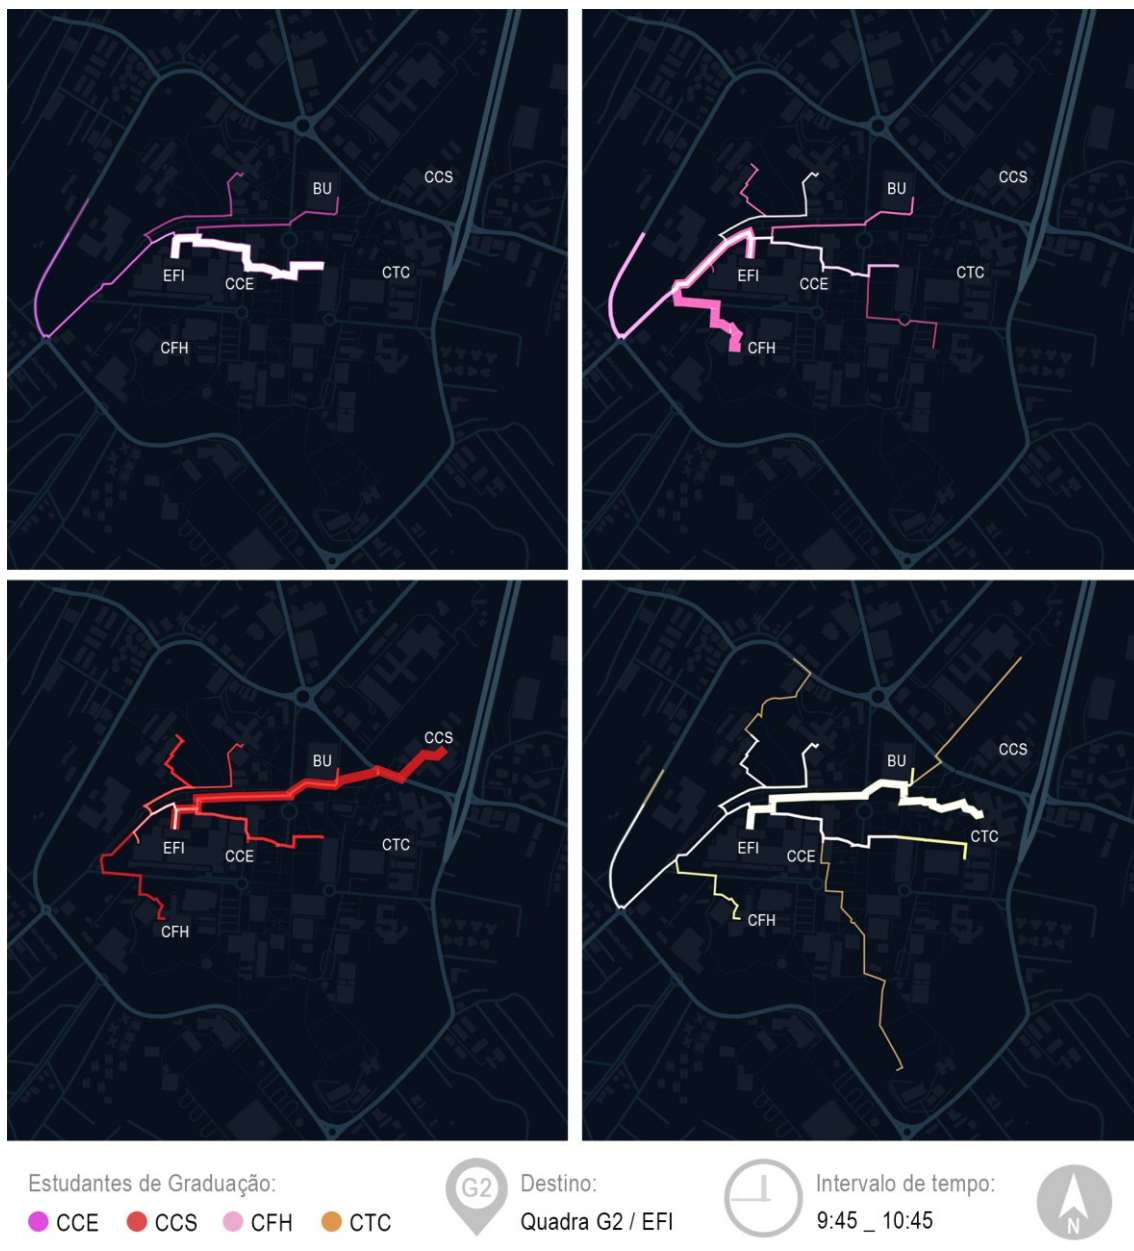 BU
CCS
EFI
CCE
CTC
CFH
BU
CCS
EFI
CCE
CTC
CFH
CCS
BU
EFI
CCE
CTC
CFH
CCS
BU
EFI
CCE
CTC
CFH
Estudantes de Graduação:
CCE CCS CFH CTC
G2
Destino:
Quadra G2 / EFI
Intervalo de tempo:
9:45 _ 10:45
N